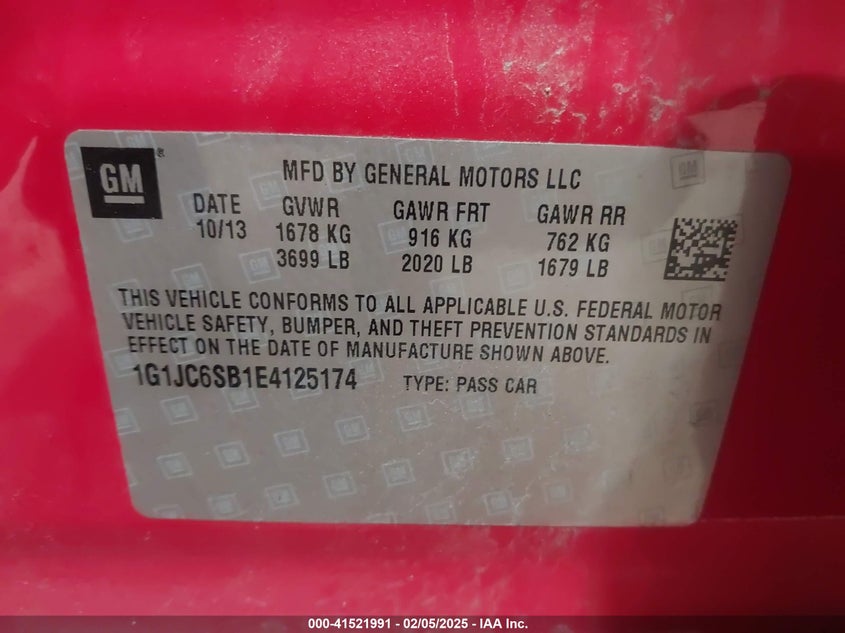 GM
MFD BY GENERAL MOTORS LLC
DATE GVWR GAWR FRT GAWR RR
10/13 1678 KG 916 KG 762 KG
3699 LB 2020 LB 1679 LB
THIS VEHICLE CONFORMS TO ALL APPLICABLE U.S. FEDERAL MOTOR
VEHICLE SAFETY, BUMPER, AND THEFT PREVENTION STANDARDS IN
EFFECT ON THE DATE OF MANUFACTURE SHOWN ABOVE.
1G1JC6SB1E4125174 TYPE: PASS CAR
000-41521991 - 02/05/2025 - IAA Inc.